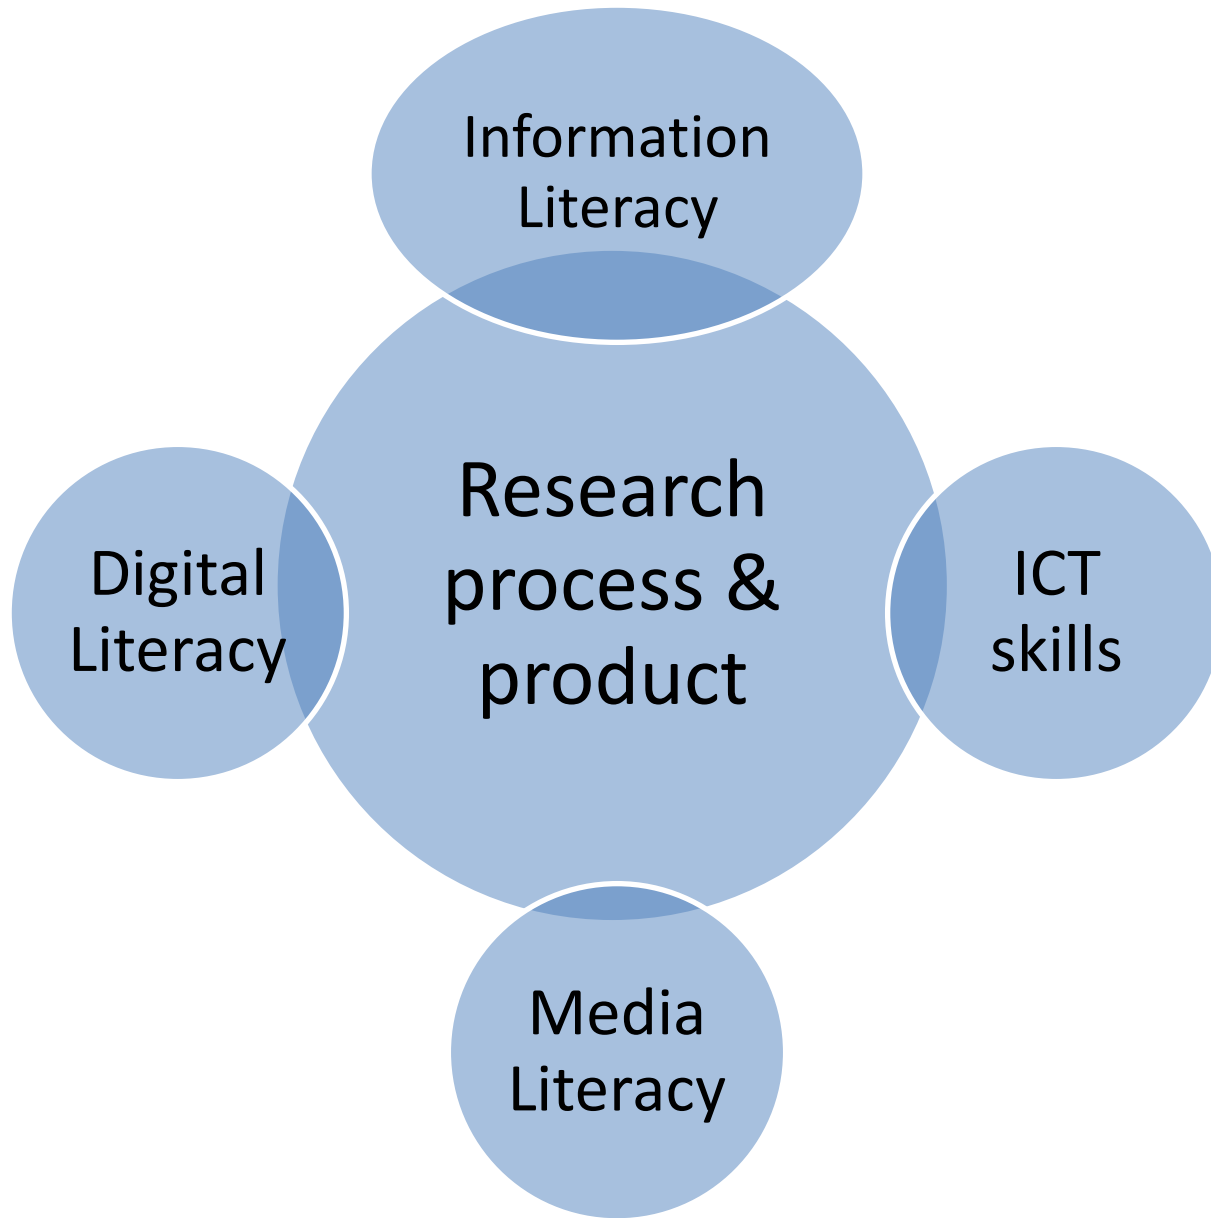 Information
Literacy
Research
process &
product
Digital
Literacy
ICT
skills
Media
Literacy